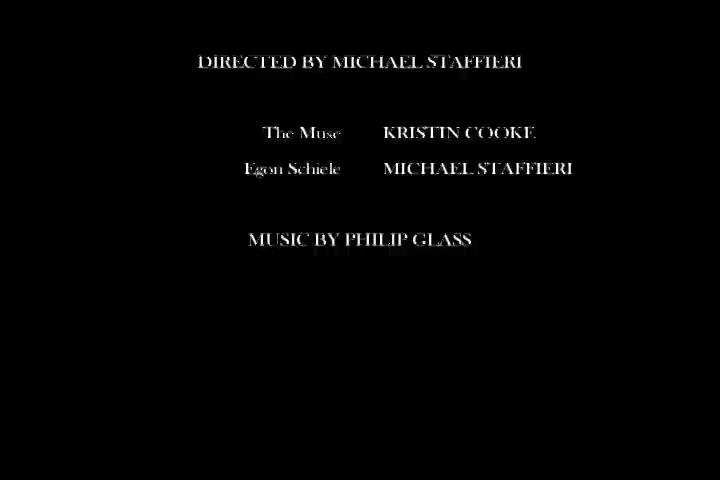 DIRECTED BY MICHAEL STAFFIERI
The Muse KRISTIN COOKE
Egon Schiele MICHAEL STAFFIERI
MUSIC BY PHILIP GLASS